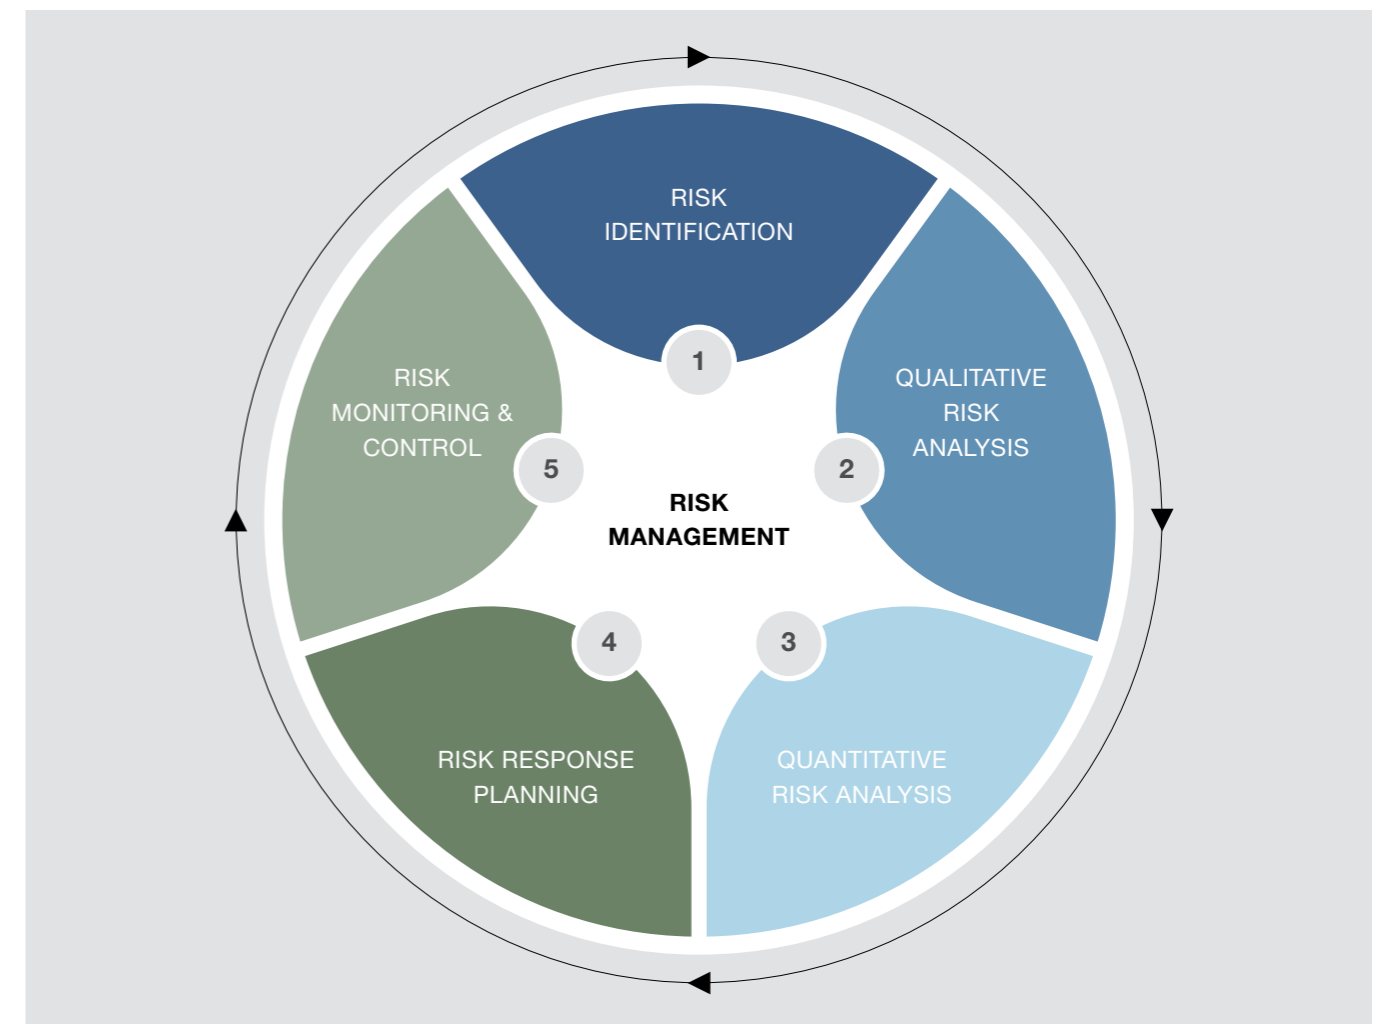 RISK
IDENTIFICATION
1
QUALITATIVE
RISK
ANALYSIS
2
QUANTITATIVE
RISK ANALYSIS
3
RISK RESPONSE
PLANNING
4
RISK
MONITORING &
CONTROL
5
RISK
MANAGEMENT